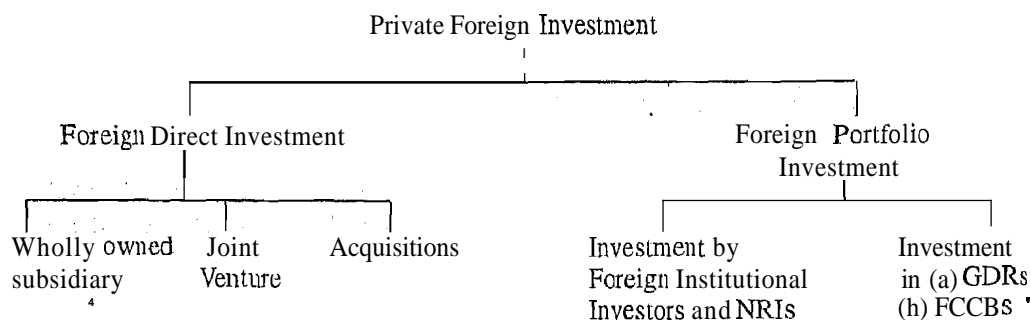 Private Foreign Investment
Foreign Direct Investment
Foreign Portfolio
Investment
Wholly owned
subsidiary
Joint
Venture
Acquisitions
Investment by
Foreign Institutional
Investors and NRIs
Investment
in (a) GDRs
(h) FCCBs